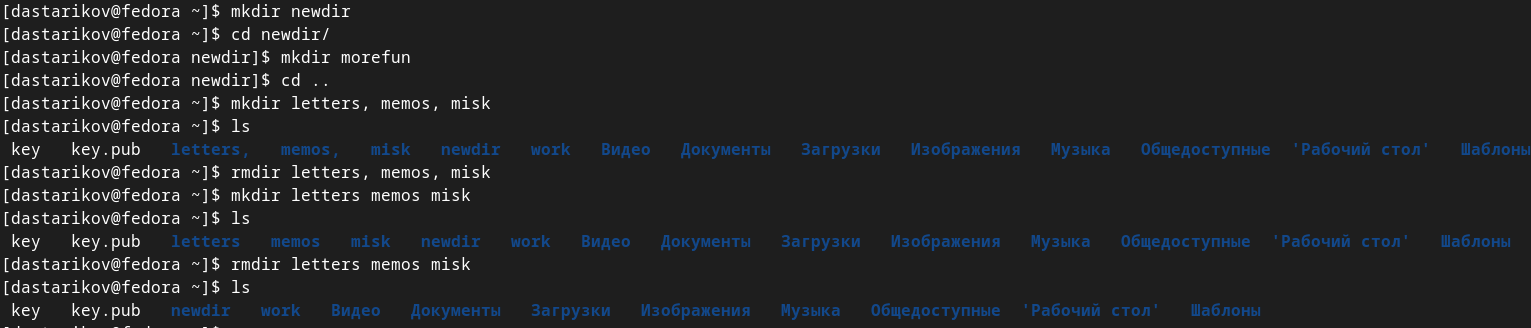 [dastarikov@fedora ~]$ mkdir newdir
[dastarikov@fedora ~]$ cd newdir/
[dastarikov@fedora newdir]$ mkdir morefun
[dastarikov@fedora newdir]$ cd ..
[dastarikov@fedora ~]$ mkdir letters, memos, misk
[dastarikov@fedora ~]$ ls
key key.pub letters, memos, misk newdir work Видео Документы Загрузки Изображения Музыка Общедоступные 'Рабочий стол' Шаблоны
[dastarikov@fedora ~]$ rmdir letters, memos, misk
[dastarikov@fedora ~]$ mkdir letters memos misk
[dastarikov@fedora ~]$ ls
key key.pub letters memos misk newdir work Видео Документы Загрузки Изображения Музыка Общедоступные 'Рабочий стол' Шаблоны
[dastarikov@fedora ~]$ rmdir letters memos misk
[dastarikov@fedora ~]$ ls
key key.pub newdir work Видео Документы Загрузки Изображения Музыка Общедоступные 'Рабочий стол' Шаблоны